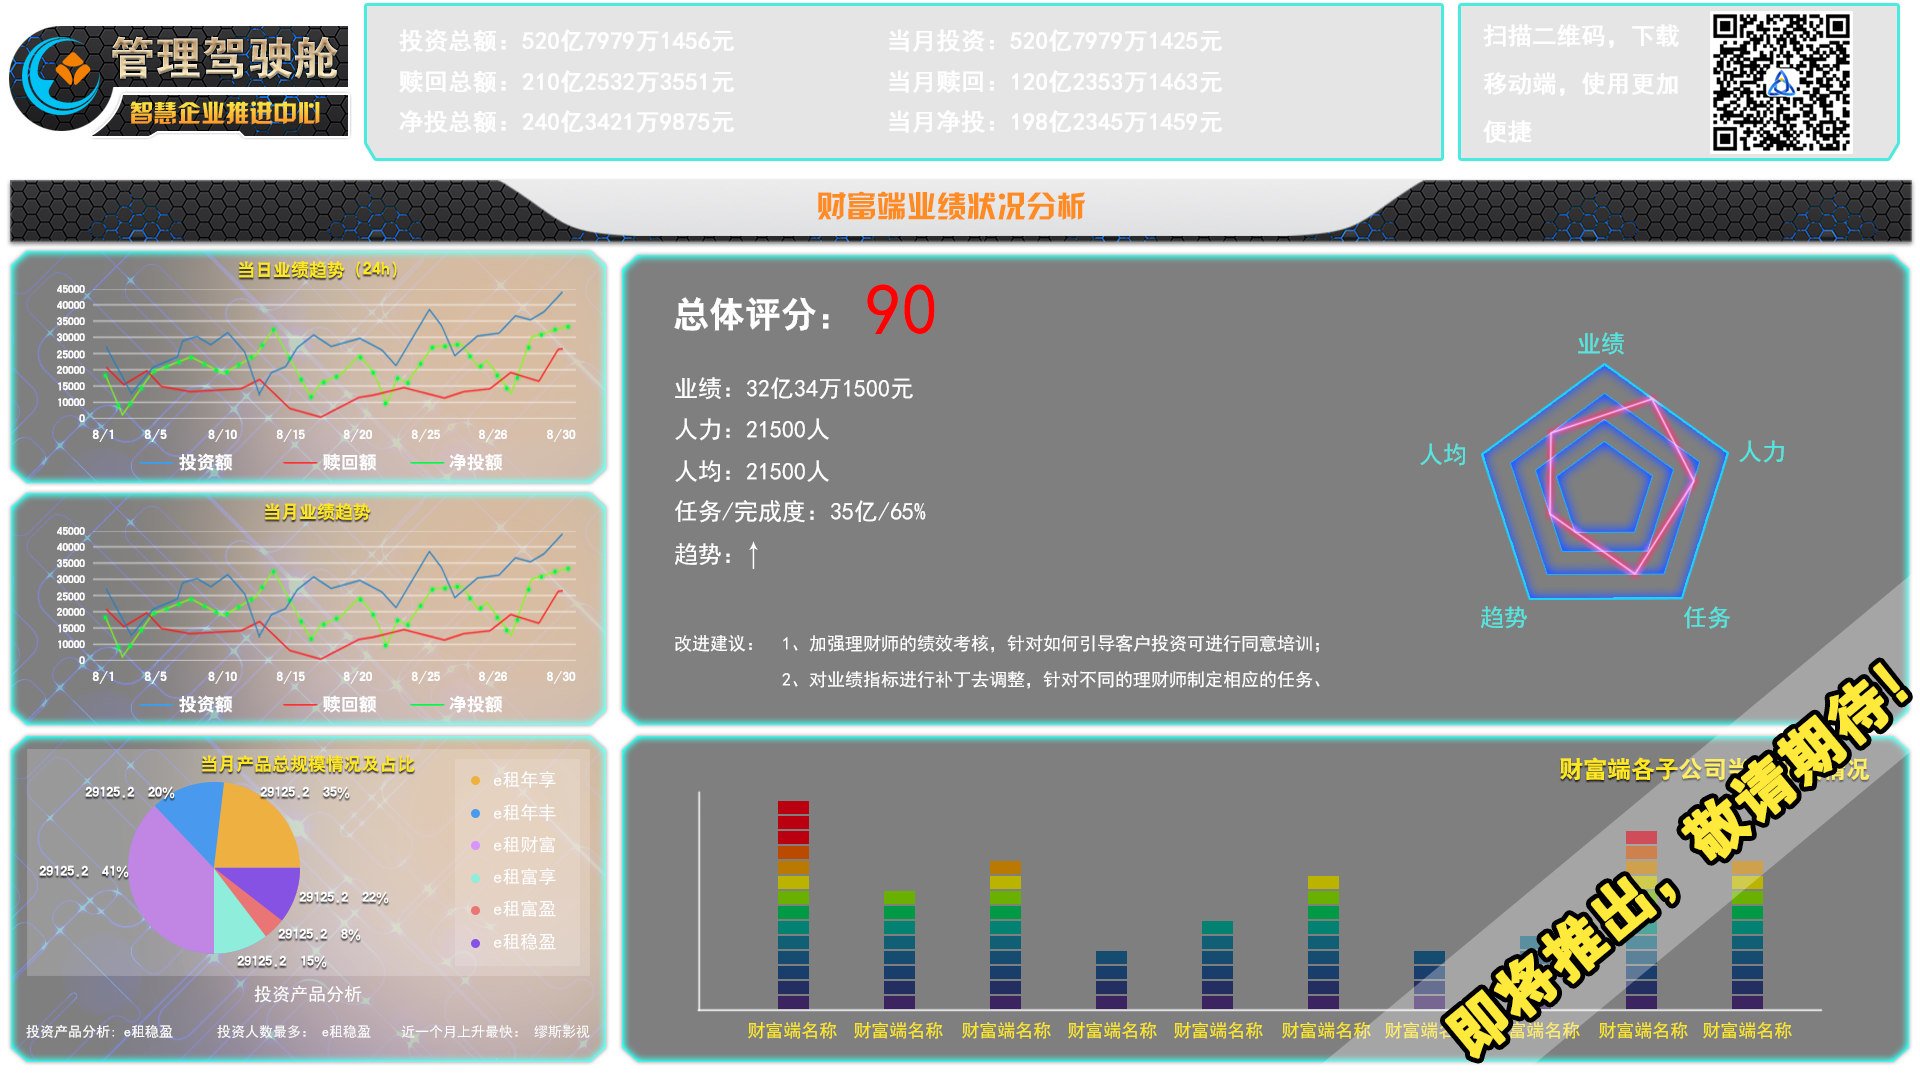 管理驾驶舱
智慧企业推进中心
投资总额：520亿7979万1456元
赎回总额：210亿2532万3551元
净投总额：240亿3421万9875元
当月投资：520亿7979万1425元
当月赎回：120亿2353万1463元
当月净投：198亿2345万1459元
扫描二维码，下载
移动端，使用更加
便捷
财富端业绩状况分析
当日业绩趋势（24h）
45000
40000
35000
30000
25000
20000
15000
10000
0
8/1 8/5 8/10 8/15 8/20 8/25 8/26 8/30
投资额 赎回额 净投额
当月业绩趋势
45000
40000
35000
30000
25000
20000
15000
10000
0
8/1 8/5 8/10 8/15 8/20 8/25 8/26 8/30
投资额 赎回额 净投额
当月产品总规模情况及占比
29125.2 20%
29125.2 35%
29125.2 41%
29125.2 22%
29125.2 8%
29125.2 15%
e租年享
e租年丰
e租财富
e租富享
e租富盈
e租稳盈
投资产品分析
投资产品分析: e租稳盈 投资人数最多： e租稳盈 近一个月上升最快： 缪斯影视
总体评分： 90
业绩：32亿34万1500元
人力：21500人
人均：21500人
任务/完成度：35亿/65%
趋势：↑
改进建议： 1、加强理财师的绩效考核，针对如何引导客户投资可进行同意培训；
2、对业绩指标进行补丁去调整，针对不同的理财师制定相应的任务、
业绩
人均
人力
趋势
任务
财富端各子公司当 情况
财富端名称 财富端名称 财富端名称 财富端名称 财富端名称 财富端名称 财富端名 端名称 财富端名称 财富端名称
即将推出，敬请期待！